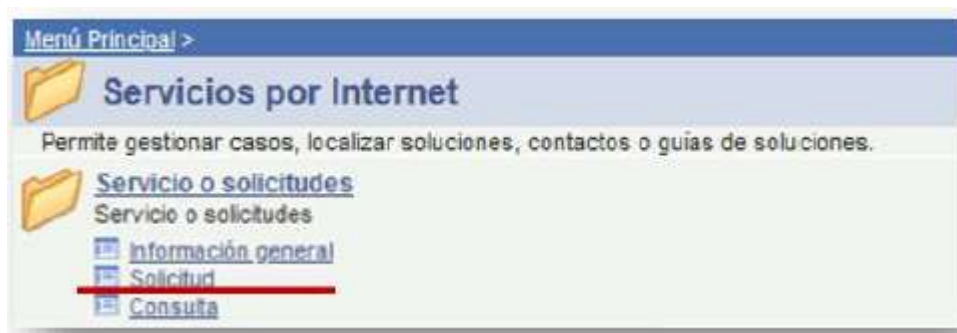 Menú Principal >
Servicios por Internet
Permite gestionar casos, localizar soluciones, contactos o guías de soluciones.
Servicio o solicitudes
Servicio o solicitudes
Información general
Solicitud
Consulta